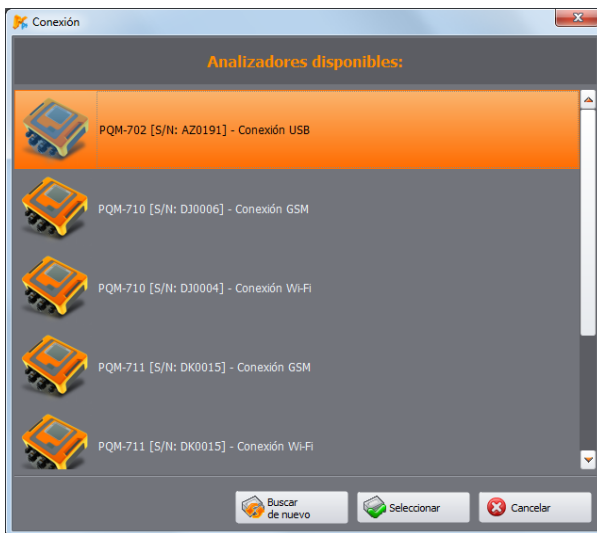 Conexión
Analizadores disponibles:
PQM-702 [S/N: AZ0191] - Conexión USB
PQM-710 [S/N: DJ0006] - Conexión GSM
PQM-710 [S/N: DJ0004] - Conexión Wi-Fi
PQM-711 [S/N: DK0015] - Conexión GSM
PQM-711 [S/N: DK0015] - Conexión Wi-Fi
Buscar
de nuevo
Seleccionar
Cancelar